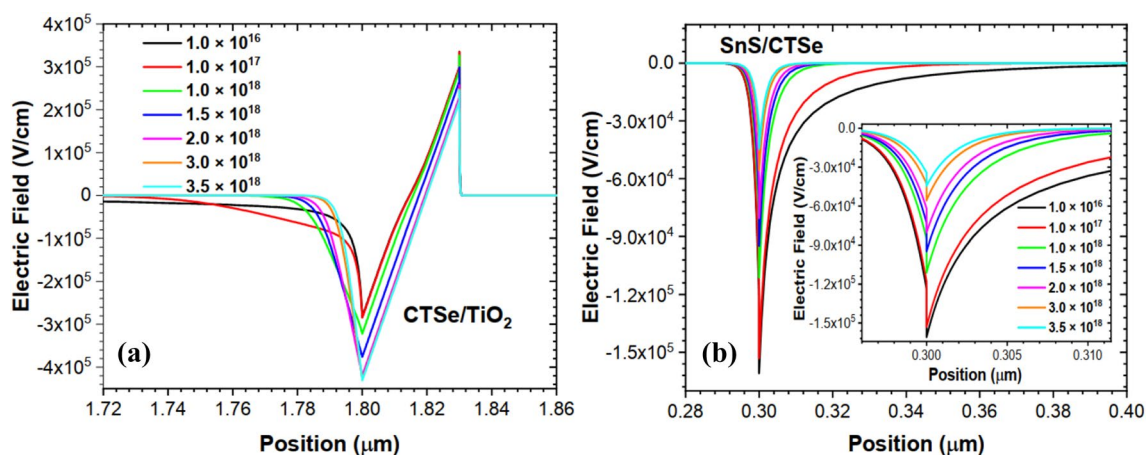 3x10⁵
2x10⁵
1x10⁵
0
-1x10⁵
-2x10⁵
-3x10⁵
-4x10⁵
Electric Field (V/cm)
1.0 × 10¹⁶
1.0 × 10¹⁷
1.0 × 10¹⁸
1.5 × 10¹⁸
2.0 × 10¹⁸
3.0 × 10¹⁸
3.5 × 10¹⁸
CTSe/TiO₂
(a)
1.72 1.74 1.76 1.78 1.80 1.82 1.84 1.86
Position (μm)
SnS/CTSe
0.0
-3.0x10⁴
-6.0x10⁴
-9.0x10⁴
-1.2x10⁵
-1.5x10⁵
Electric Field (V/cm)
0.0
-3.0x10⁴
-6.0x10⁴
-9.0x10⁴
-1.2x10⁵
-1.5x10⁵
Electric Field (V/cm)
1.0 × 10¹⁶
1.0 × 10¹⁷
1.0 × 10¹⁸
1.5 × 10¹⁸
2.0 × 10¹⁸
3.0 × 10¹⁸
3.5 × 10¹⁸
0.300 0.305 0.310
Position (μm)
(b)
0.28 0.30 0.32 0.34 0.36 0.38 0.40
Position (μm)